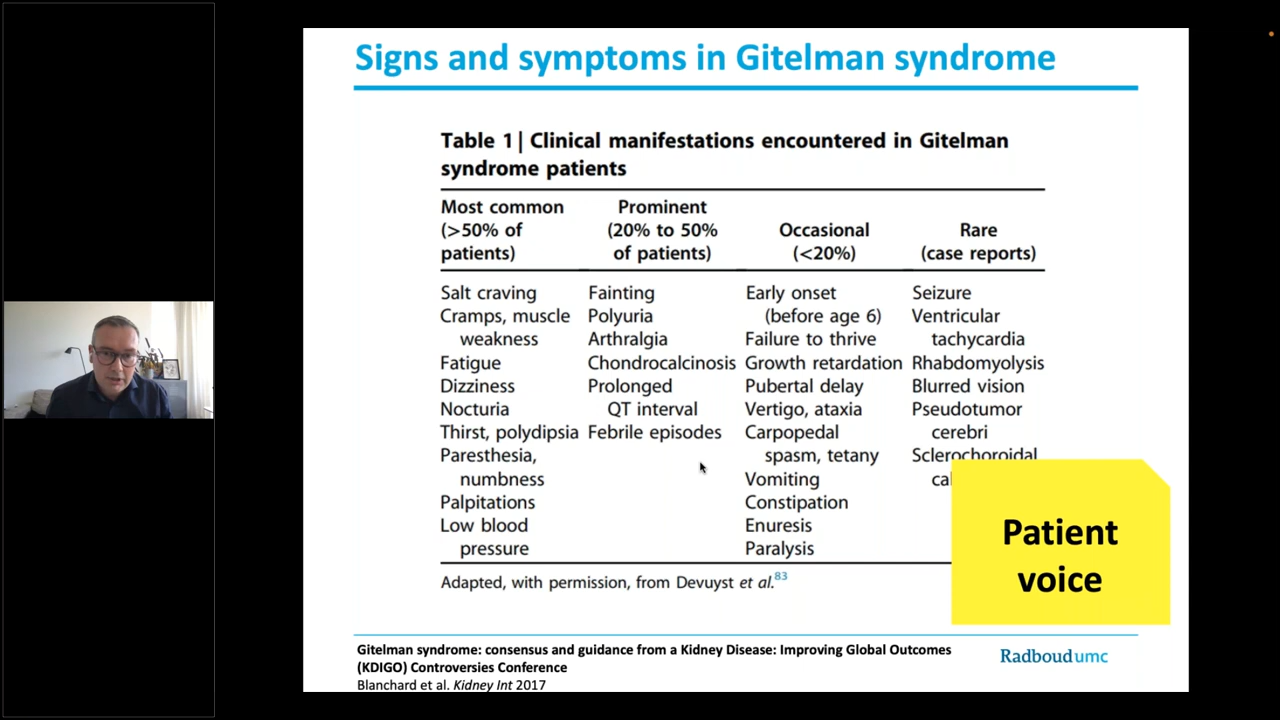 Signs and symptoms in Gitelman syndrome
Table 1| Clinical manifestations encountered in Gitelman
syndrome patients
Most common
(>50% of
patients)
Prominent
(20% to 50%
of patients)
Occasional
(<20%)
Rare
(case reports)
Salt craving
Cramps, muscle
weakness
Fatigue
Dizziness
Nocturia
Thirst, polydipsia
Paresthesia,
numbness
Palpitations
Low blood
pressure
Fainting
Polyuria
Arthralgia
Chondrocalcinosis
Prolonged
QT interval
Febrile episodes
Early onset
(before age 6)
Failure to thrive
Growth retardation
Pubertal delay
Vertigo, ataxia
Carpopedal
spasm, tetany
Vomiting
Constipation
Enuresis
Paralysis
Seizure
Ventricular
tachycardia
Rhabdomyolysis
Blurred vision
Pseudotumor
cerebri
Sclerochoroidal
Patient
voice
Adapted, with permission, from Devuyst et al.83
Gitelman syndrome: consensus and guidance from a Kidney Disease: Improving Global Outcomes
(KDIGO) Controversies Conference
Blanchard et al. Kidney Int 2017
Radboudumc